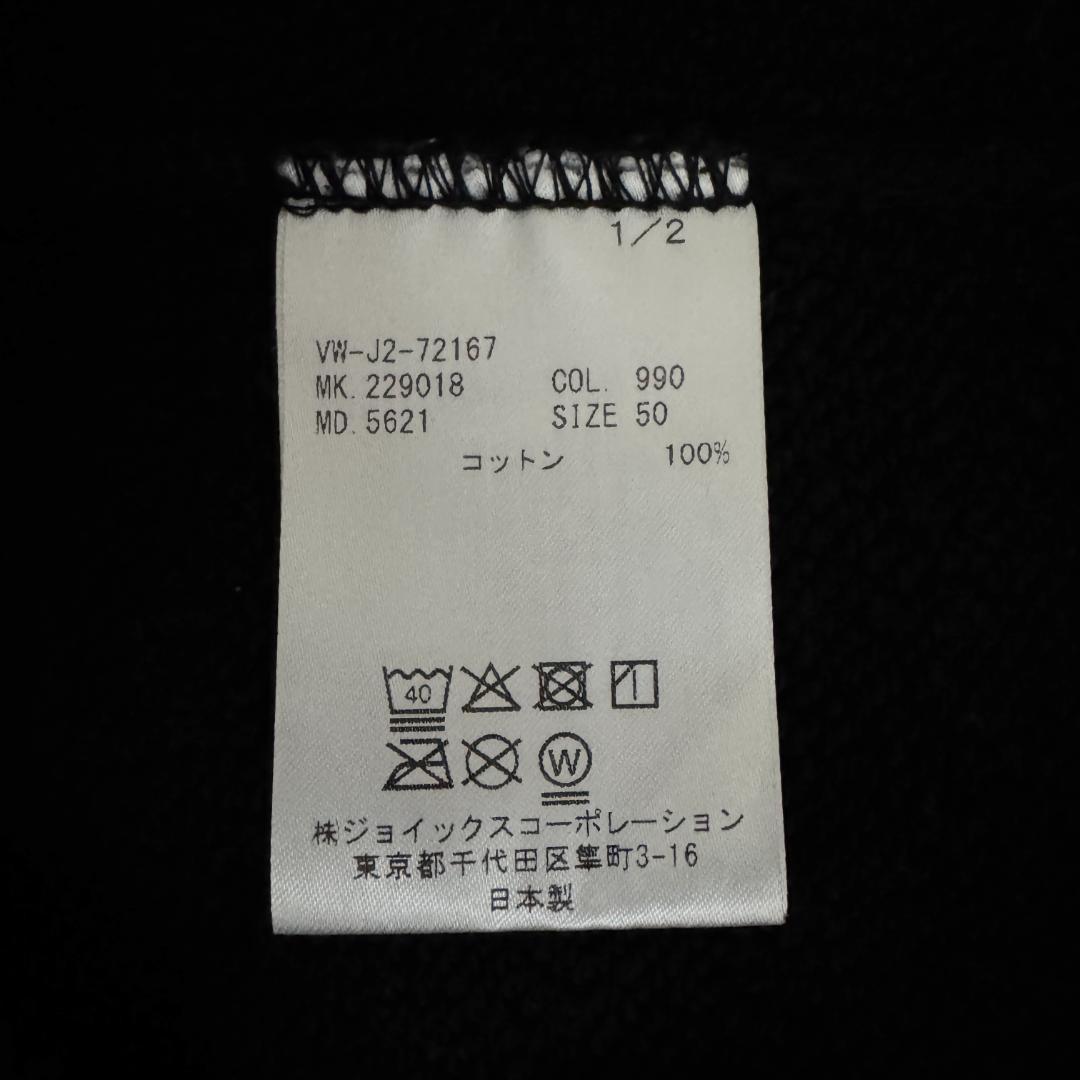 1/2
VW-J2-72167
MK. 229018 COL. 990
MD. 5621 SIZE 50
コットン 100%
40
W
株ジョイックスコーポレーション
東京都千代田区隼町3-16
日本製